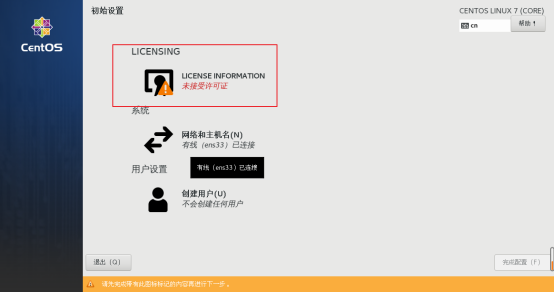 初始设置
CENTOS LINUX 7 (CORE)
cn
帮助！
CentOS
LICENSING
LICENSE INFORMATION
未接受许可证
系统
网络和主机名(N)
有线（ens33）已连接
用户设置
有线（ens33）已连接
创建用户(U)
不会创建任何用户
退出（Q）
完成配置（F）
请先完成带有此图标标记的内容再进行下一步。